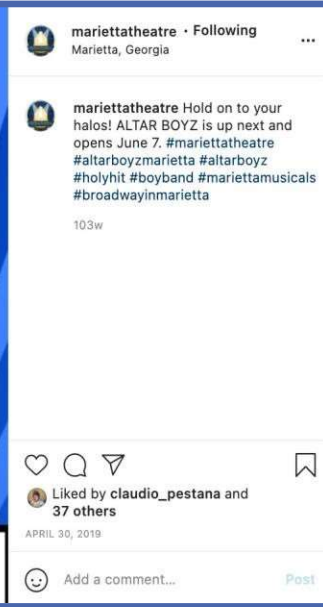 mariettatheatre • Following
Marietta, Georgia
mariettatheatre Hold on to your
halos! ALTAR BOYZ is up next and
opens June 7. #mariettatheatre
#altarboyzmarietta #altarboyz
#holyhit #boyband #mariettamusicals
#broadwayinmarietta
103w
Liked by claudio_pestana and
37 others
APRIL 30, 2019
Add a comment...
Post